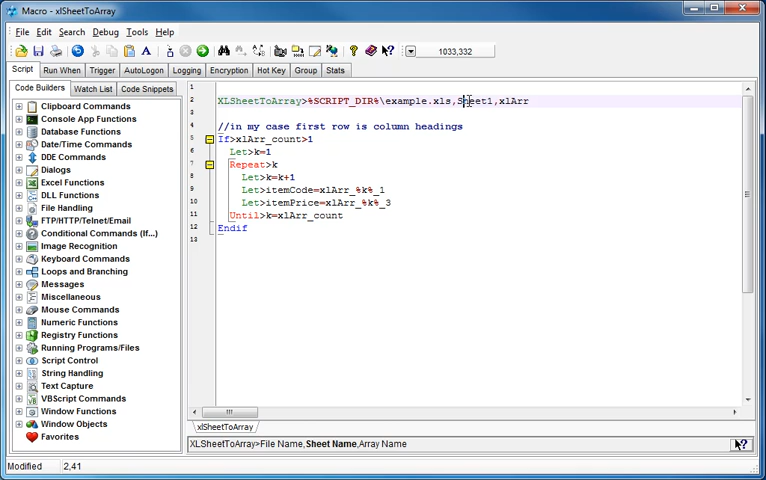 Macro - xlSheetToArray
File Edit Search Debug Tools Help
1033,332
Script Run When Trigger AutoLogon Logging Encryption Hot Key Group Stats
Code Builders Watch List Code Snippets
Clipboard Commands
Console App Functions
Database Functions
Date/Time Commands
DDE Commands
Dialogs
Excel Functions
DLL Functions
File Handling
FTP/HTTP/Telnet/Email
Conditional Commands (If...)
Image Recognition
Keyboard Commands
Loops and Branching
Messages
Miscellaneous
Mouse Commands
Numeric Functions
Registry Functions
Running Programs/Files
Script Control
String Handling
Text Capture
VBScript Commands
Window Functions
Window Objects
Favorites
1
2 XLSheetToArray>%SCRIPT_DIR%\example.xls,Sheet1,xlArr
3
4 //in my case first row is column headings
5 If>xlArr_count>1
6 Let>k=1
7 Repeat>k
8 Let>k=k+1
9 Let>itemCode=xlArr_%k%_1
10 Let>itemPrice=xlArr_%k%_3
11 Until>k=xlArr_count
12 Endif
13
xlSheetToArray
XLSheetToArray>File Name,Sheet Name,Array Name
Modified 2,41